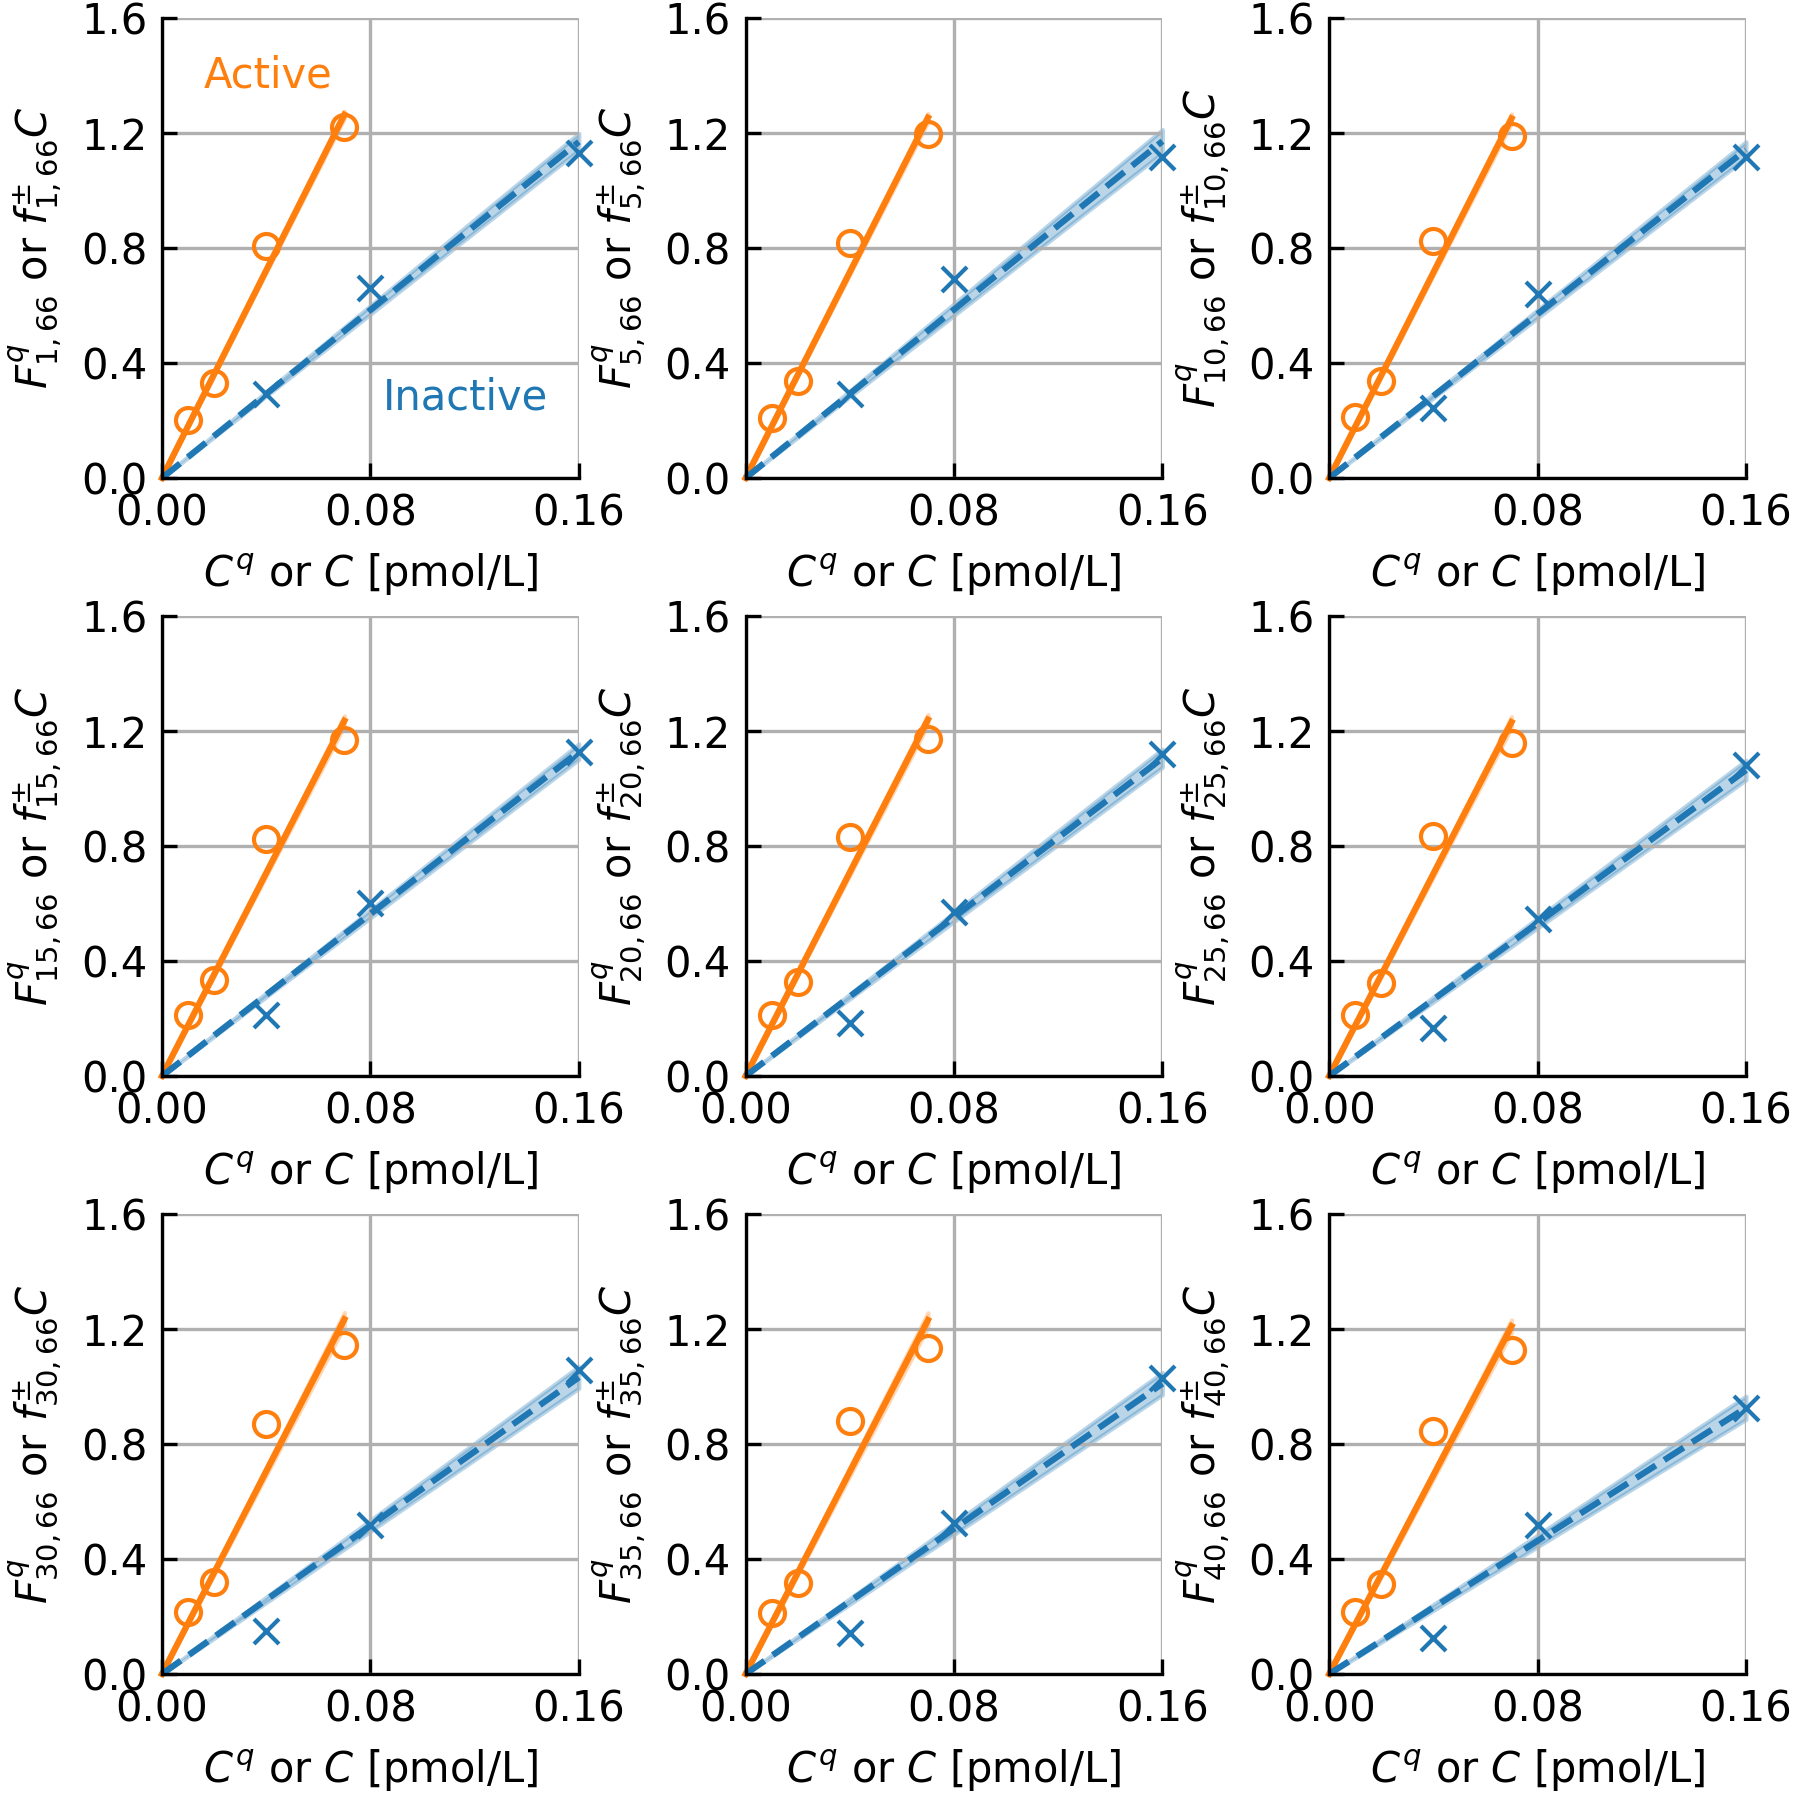 1.6 1.6 1.6
Active
1.2 1.2 1.2
0.8 0.8 0.8
0.4 0.4 0.4
Inactive
0.0 0.0 0.0
0.00 0.08 0.16 0.08 0.16 0.08 0.16
F^q_{1,66} or f^±_{1,66}C
F^q_{5,66} or f^±_{5,66}C
F^q_{10,66} or f^±_{10,66}C
C^q or C [pmol/L] C^q or C [pmol/L] C^q or C [pmol/L]
1.6 1.6 1.6
1.2 1.2 1.2
0.8 0.8 0.8
0.4 0.4 0.4
0.0 0.0 0.0
0.00 0.08 0.16 0.00 0.08 0.16 0.00 0.08 0.16
F^q_{15,66} or f^±_{15,66}C
F^q_{20,66} or f^±_{20,66}C
F^q_{25,66} or f^±_{25,66}C
C^q or C [pmol/L] C^q or C [pmol/L] C^q or C [pmol/L]
1.6 1.6 1.6
1.2 1.2 1.2
0.8 0.8 0.8
0.4 0.4 0.4
0.0 0.0 0.0
0.00 0.08 0.16 0.00 0.08 0.16 0.00 0.08 0.16
F^q_{30,66} or f^±_{30,66}C
F^q_{35,66} or f^±_{35,66}C
F^q_{40,66} or f^±_{40,66}C
C^q or C [pmol/L] C^q or C [pmol/L] C^q or C [pmol/L]